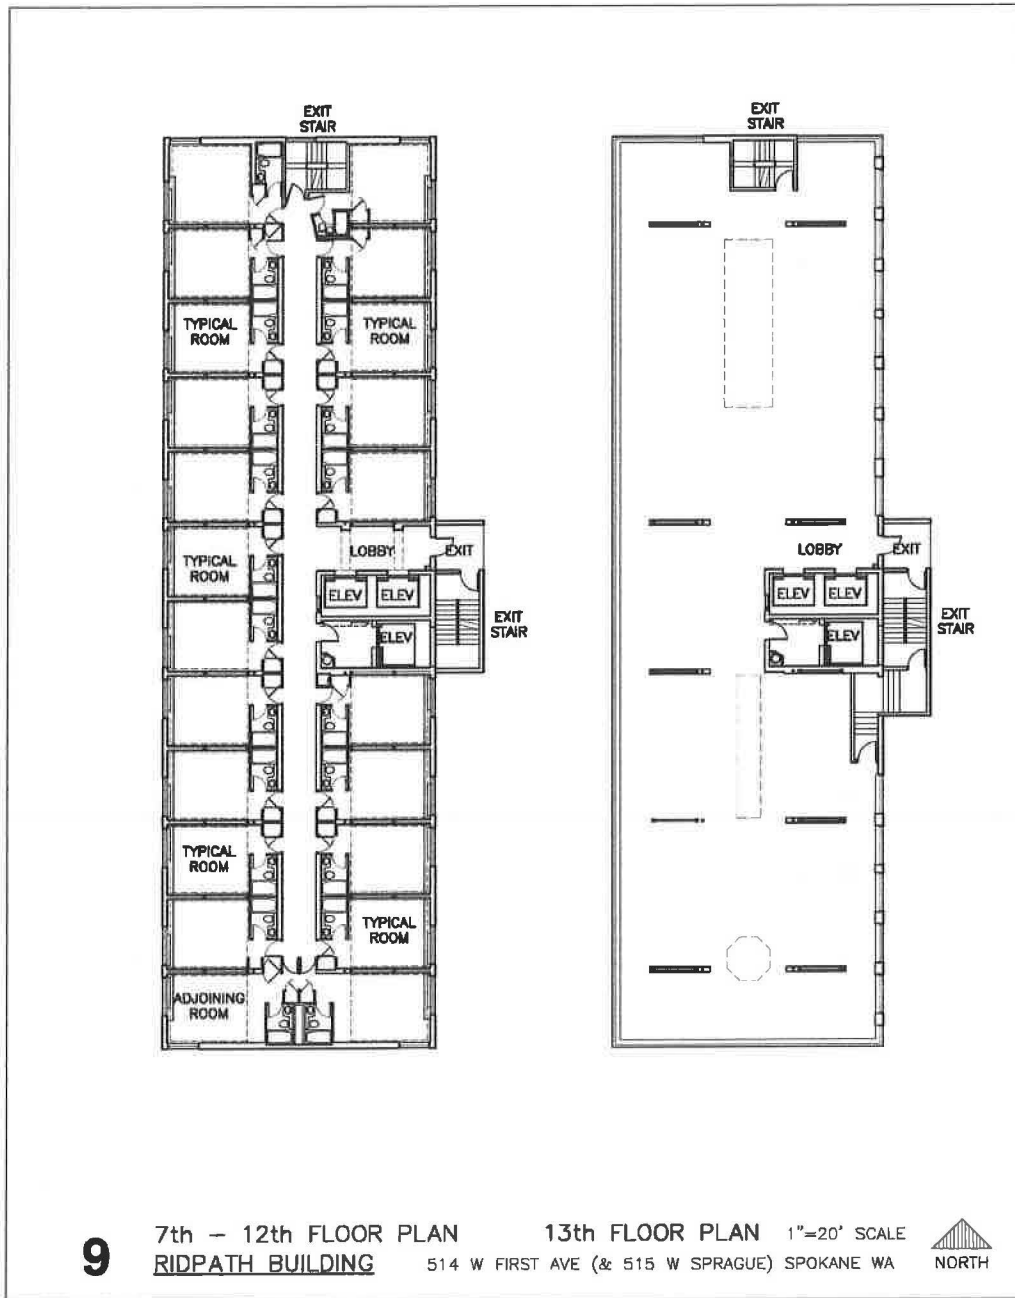 EXIT
STAIR
TYPICAL
ROOM
TYPICAL
ROOM
TYPICAL
ROOM
LOBBY
EXIT
ELEV
ELEV
ELEV
EXIT
STAIR
TYPICAL
ROOM
TYPICAL
ROOM
ADJOINING
ROOM
EXIT
STAIR
LOBBY
EXIT
ELEV
ELEV
ELEV
EXIT
STAIR
9
7th - 12th FLOOR PLAN
13th FLOOR PLAN 1"=20' SCALE
RIDPATH BUILDING
514 W FIRST AVE (& 515 W SPRAGUE) SPOKANE WA
NORTH